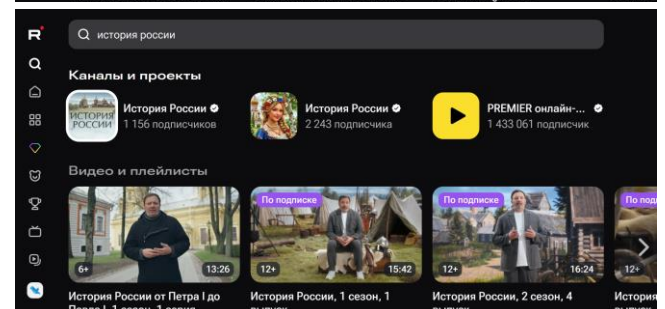 R
история россии
Каналы и проекты
ИСТОРИЯ РОССИИ
История России
1 156 подписчиков
История России
2 243 подписчика
PREMIER онлайн-...
1 433 061 подписчик
Видео и плейлисты
6+
13:26
История России от Петра I до
По подписке
12+
15:42
История России, 1 сезон, 1
По подписке
12+
16:24
История России, 2 сезон, 4
12+
История